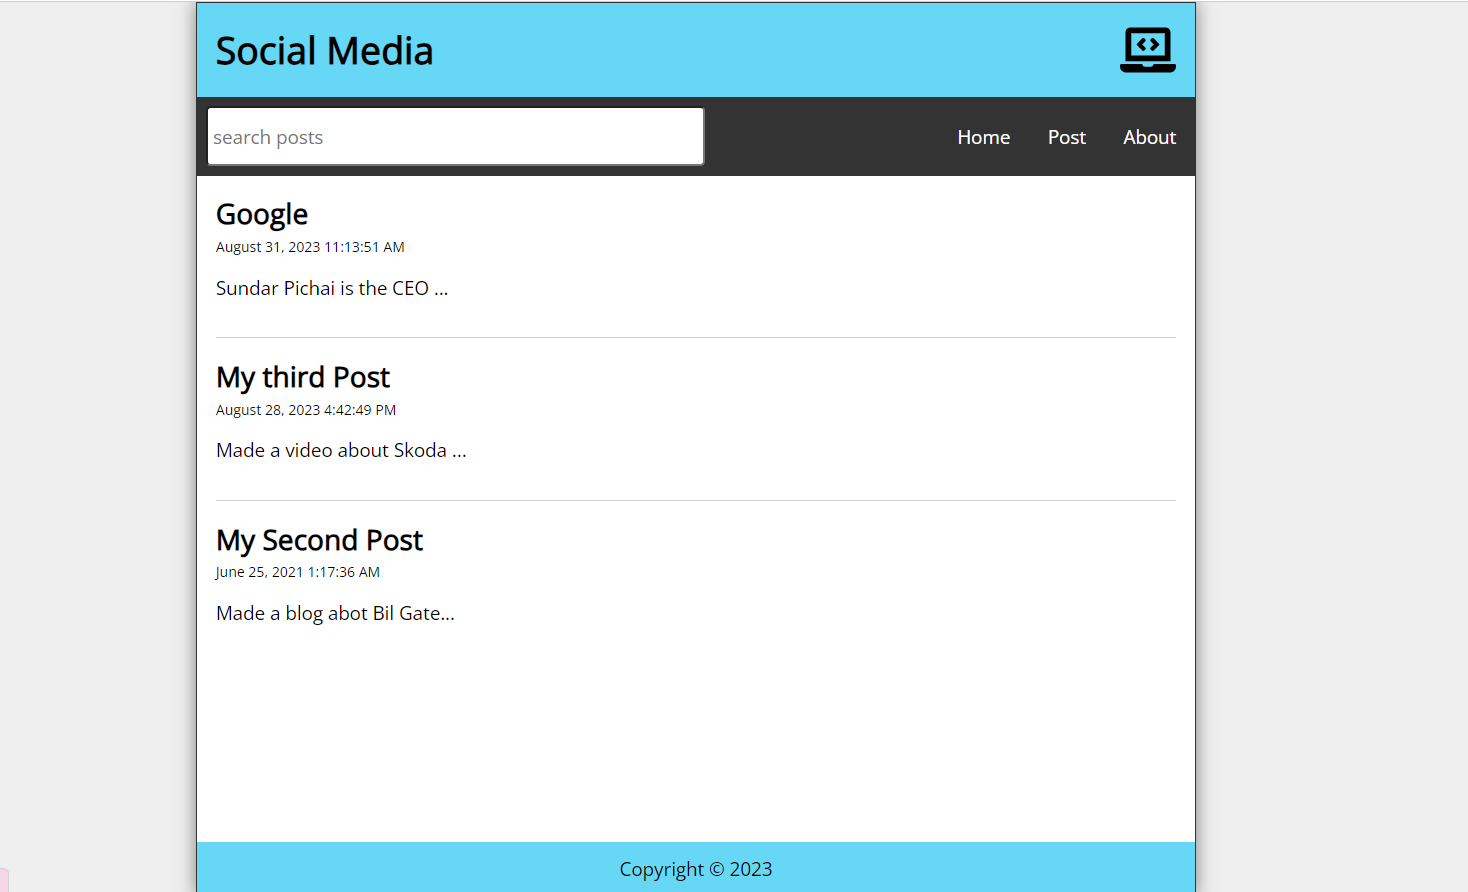 Social Media
search posts
Home Post About
Google
August 31, 2023 11:13:51 AM
Sundar Pichai is the CEO ...
My third Post
August 28, 2023 4:42:49 PM
Made a video about Skoda ...
My Second Post
June 25, 2021 1:17:36 AM
Made a blog abot Bil Gate...
Copyright © 2023